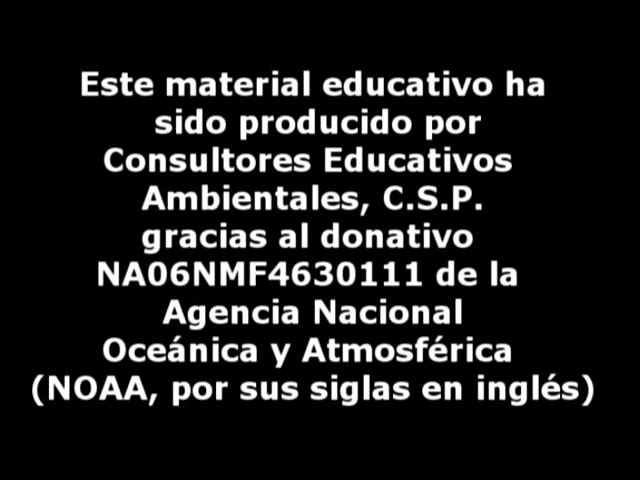 Este material educativo ha
sido producido por
Consultores Educativos
Ambientales, C.S.P.
gracias al donativo
NA06NMF4630111 de la
Agencia Nacional
Oceánica y Atmosférica
(NOAA, por sus siglas en inglés)